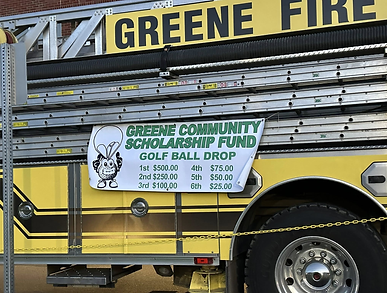 GREENE FIRE
GREENE COMMUNITY
SCHOLARSHIP FUND
GOLF BALL DROP
1st $500.00 4th $75.00
2nd $250.00 5th $50.00
3rd $100.00 6th $25.00